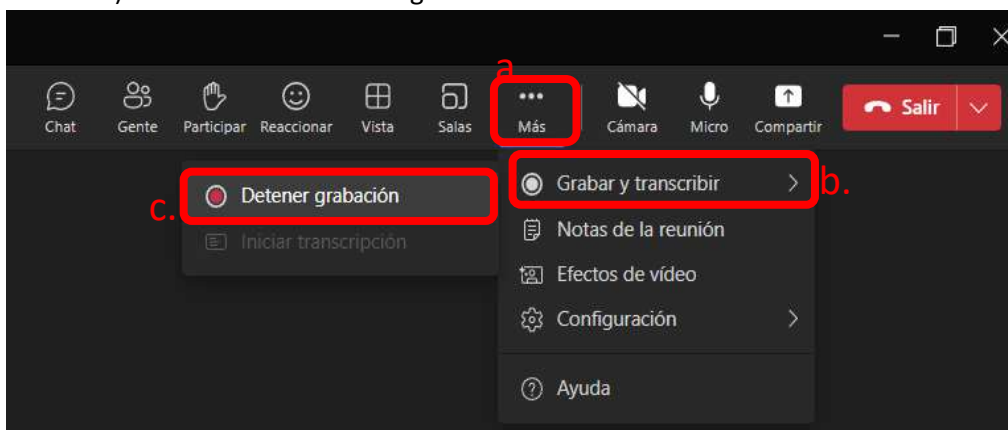 a
Chat Gente Participar Reaccionar Vista Salas Más Cámara Micro Compartir Salir
c. Detener grabación
Iniciar transcripción
Grabar y transcribir b.
Notas de la reunión
Efectos de vídeo
Configuración
Ayuda